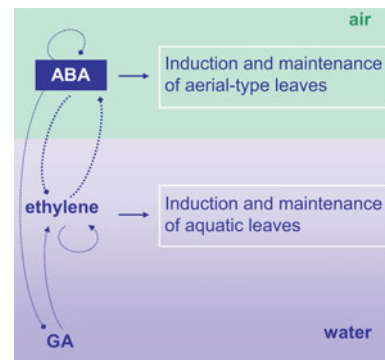 air
ABA
Induction and maintenance
of aerial-type leaves
ethylene
Induction and maintenance
of aquatic leaves
GA
water